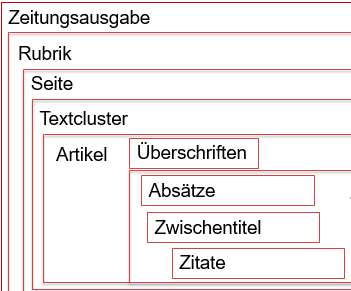 Zeitungsausgabe
Rubrik
Seite
Textcluster
Artikel
Überschriften
Absätze
Zwischentitel
Zitate